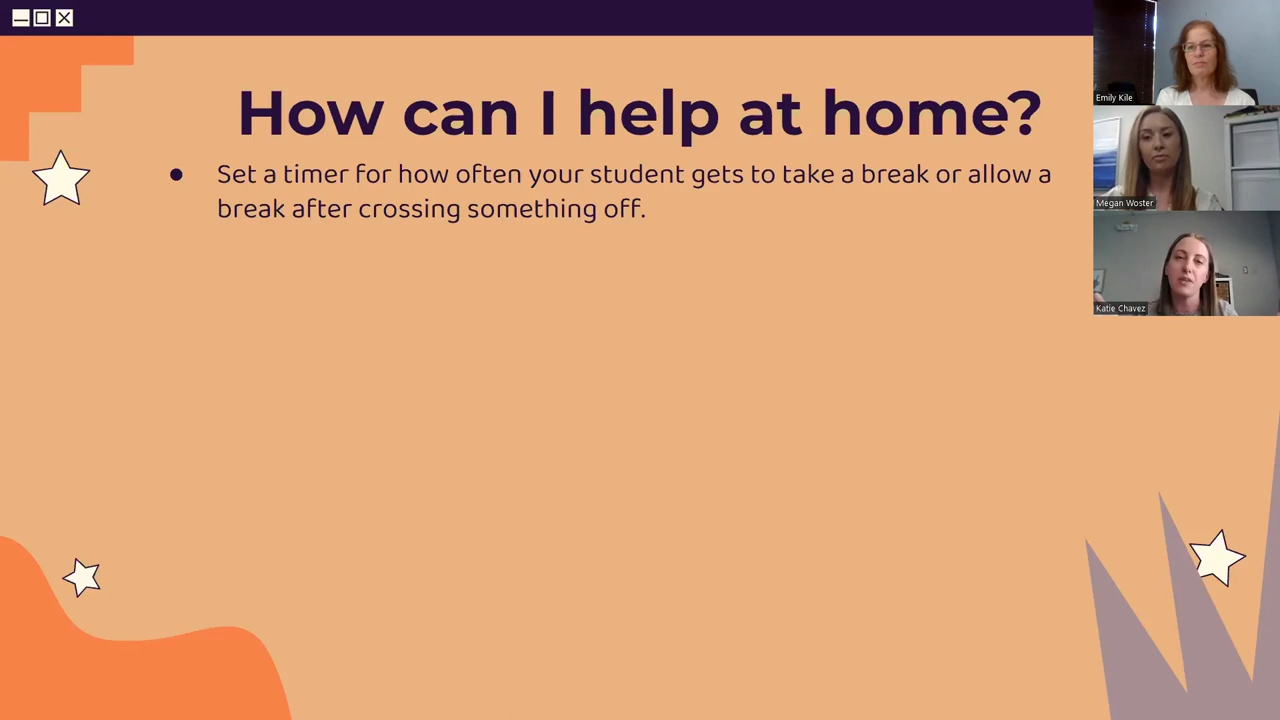 How can I help at home?
● Set a timer for how often your student gets to take a break or allow a
break after crossing something off.
Emily Kile
Megan Woster
Katie Chavez